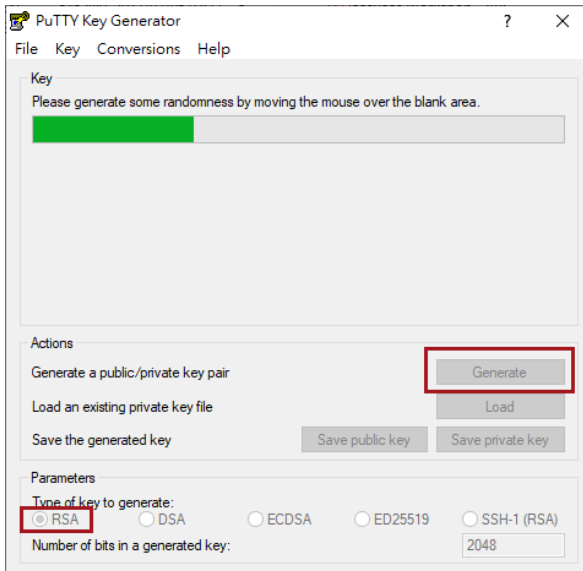 PuTTY Key Generator
File Key Conversions Help
Key
Please generate some randomness by moving the mouse over the blank area.
Actions
Generate a public/private key pair
Generate
Load an existing private key file
Load
Save the generated key
Save public key
Save private key
Parameters
Type of key to generate:
RSA DSA ECDSA ED25519 SSH-1 (RSA)
Number of bits in a generated key:
2048